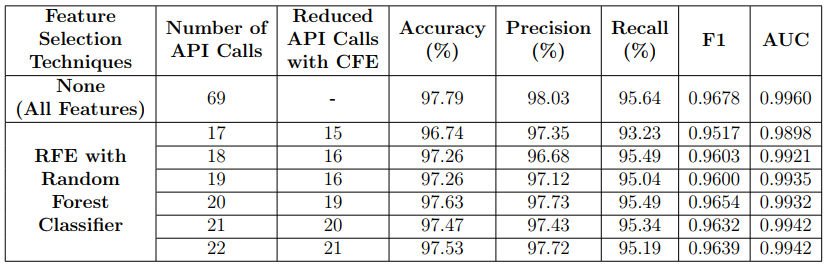 Feature Selection Techniques Number of API Calls Reduced API Calls with CFE Accuracy (%) Precision (%) Recall (%) F1 AUC
None (All Features) 69 - 97.79 98.03 95.64 0.9678 0.9960
RFE with Random Forest Classifier
17 15 96.74 97.35 93.23 0.9517 0.9898
18 16 97.26 96.68 95.49 0.9603 0.9921
19 16 97.26 97.12 95.04 0.9600 0.9935
20 19 97.63 97.73 95.49 0.9654 0.9932
21 20 97.47 97.43 95.34 0.9632 0.9942
22 21 97.53 97.72 95.19 0.9639 0.9942